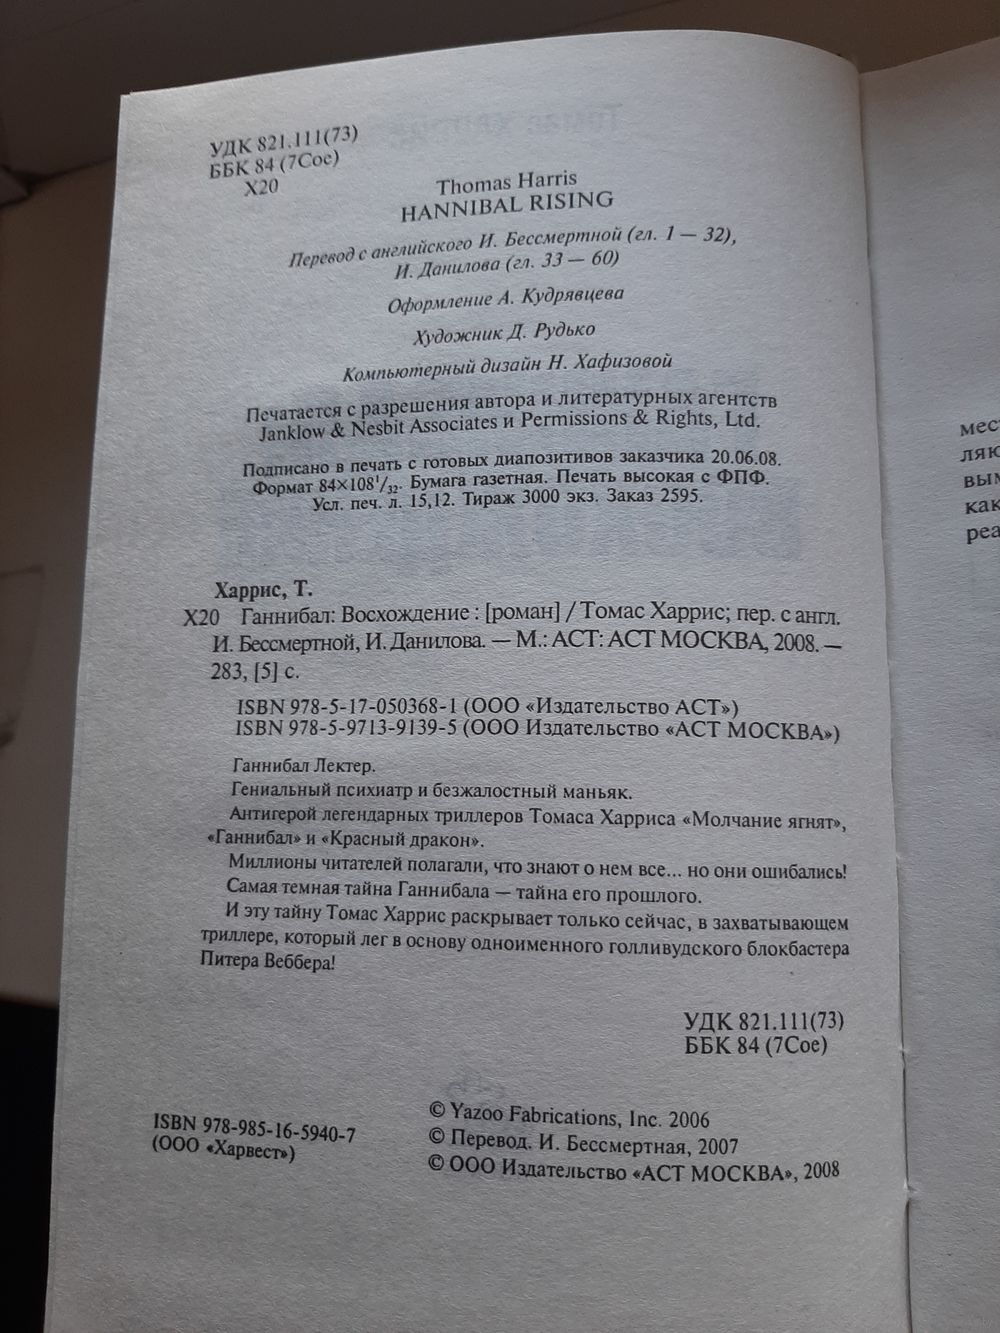 УДК 821.111(73)
ББК 84 (7Сое)
Х20
Thomas Harris
HANNIBAL RISING
Перевод с английского И. Бессмертной (гл. 1 — 32),
И. Данилова (гл. 33 — 60)
Оформление А. Кудрявцева
Художник Д. Рудько
Компьютерный дизайн Н. Хафизовой
Печатается с разрешения автора и литературных агентств
Janklow & Nesbit Associates и Permissions & Rights, Ltd.
Подписано в печать с готовых диапозитивов заказчика 20.06.08.
Формат 84×108 1/32. Бумага газетная. Печать высокая с ФПФ.
Усл. печ. л. 15,12. Тираж 3000 экз. Заказ 2595.
Харрис, Т.
Х20 Ганнибал: Восхождение : [роман] / Томас Харрис; пер. с англ.
И. Бессмертной, И. Данилова. — М.: АСТ: АСТ МОСКВА, 2008. —
283, [5] с.
ISBN 978-5-17-050368-1 (ООО «Издательство АСТ»)
ISBN 978-5-9713-9139-5 (ООО Издательство «АСТ МОСКВА»)
Ганнибал Лектер.
Гениальный психиатр и безжалостный маньяк.
Антигерой легендарных триллеров Томаса Харриса «Молчание ягнят»,
«Ганнибал» и «Красный дракон».
Миллионы читателей полагали, что знают о нем все... но они ошибались!
Самая темная тайна Ганнибала — тайна его прошлого.
И эту тайну Томас Харрис раскрывает только сейчас, в захватывающем
триллере, который лег в основу одноименного голливудского блокбастера
Питера Веббера!
УДК 821.111(73)
ББК 84 (7Сое)
ISBN 978-985-16-5940-7
(ООО «Харвест»)
© Yazoo Fabrications, Inc. 2006
© Перевод. И. Бессмертная, 2007
© ООО Издательство «АСТ МОСКВА», 2008
мес
ляю
вым
как
реа